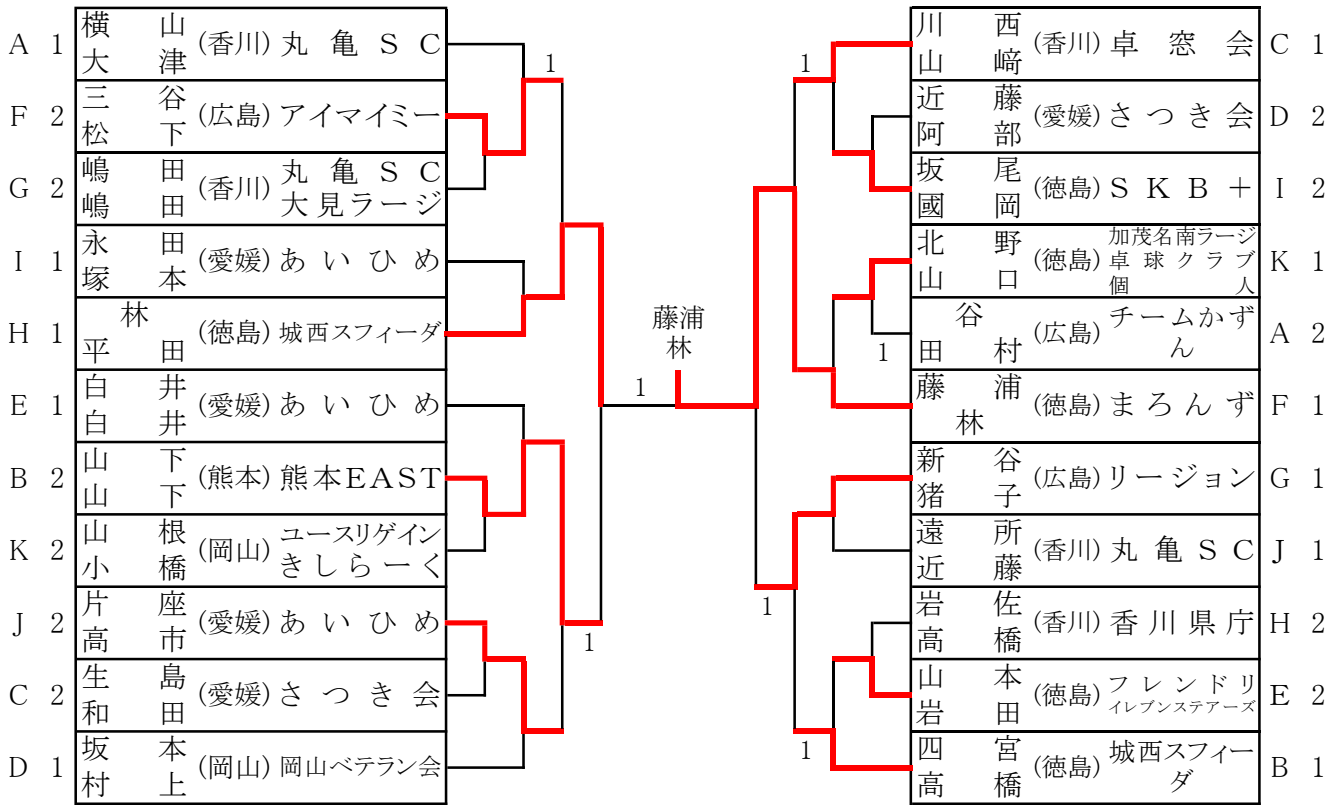 A 1 横山 大津 (香川) 丸亀SC
F 2 三谷 松下 (広島) アイマイミー
G 2 嶋田 嶋田 (香川) 丸亀SC 大見ラージ
I 1 永田 塚本 (愛媛) あいひめ
H 1 林 平田 (徳島) 城西スフィーダ
E 1 白井 白井 (愛媛) あいひめ
B 2 山下 山下 (熊本) 熊本EAST
K 2 山根 小橋 (岡山) ユースリゲイン きしらーく
J 2 片座 高市 (愛媛) あいひめ
C 2 生島 和田 (愛媛) さつき会
D 1 坂本 村上 (岡山) 岡山ベテラン会
1
1
1
藤浦
林
1
1
1
1
川西 山﨑 (香川) 卓窓会 C 1
近藤 阿部 (愛媛) さつき会 D 2
坂尾 國岡 (徳島) SKB+ I 2
北野 山口 (徳島) 加茂名南ラージ 卓球クラブ 個人 K 1
谷 田村 (広島) チームかずん A 2
藤浦 林 (徳島) まろんず F 1
新谷 猪子 (広島) リージョン G 1
遠所 近藤 (香川) 丸亀SC J 1
岩佐 高橋 (香川) 香川県庁 H 2
山本 岩田 (徳島) フレンドリ イレブンステアーズ E 2
四宮 高橋 (徳島) 城西スフィーダ B 1